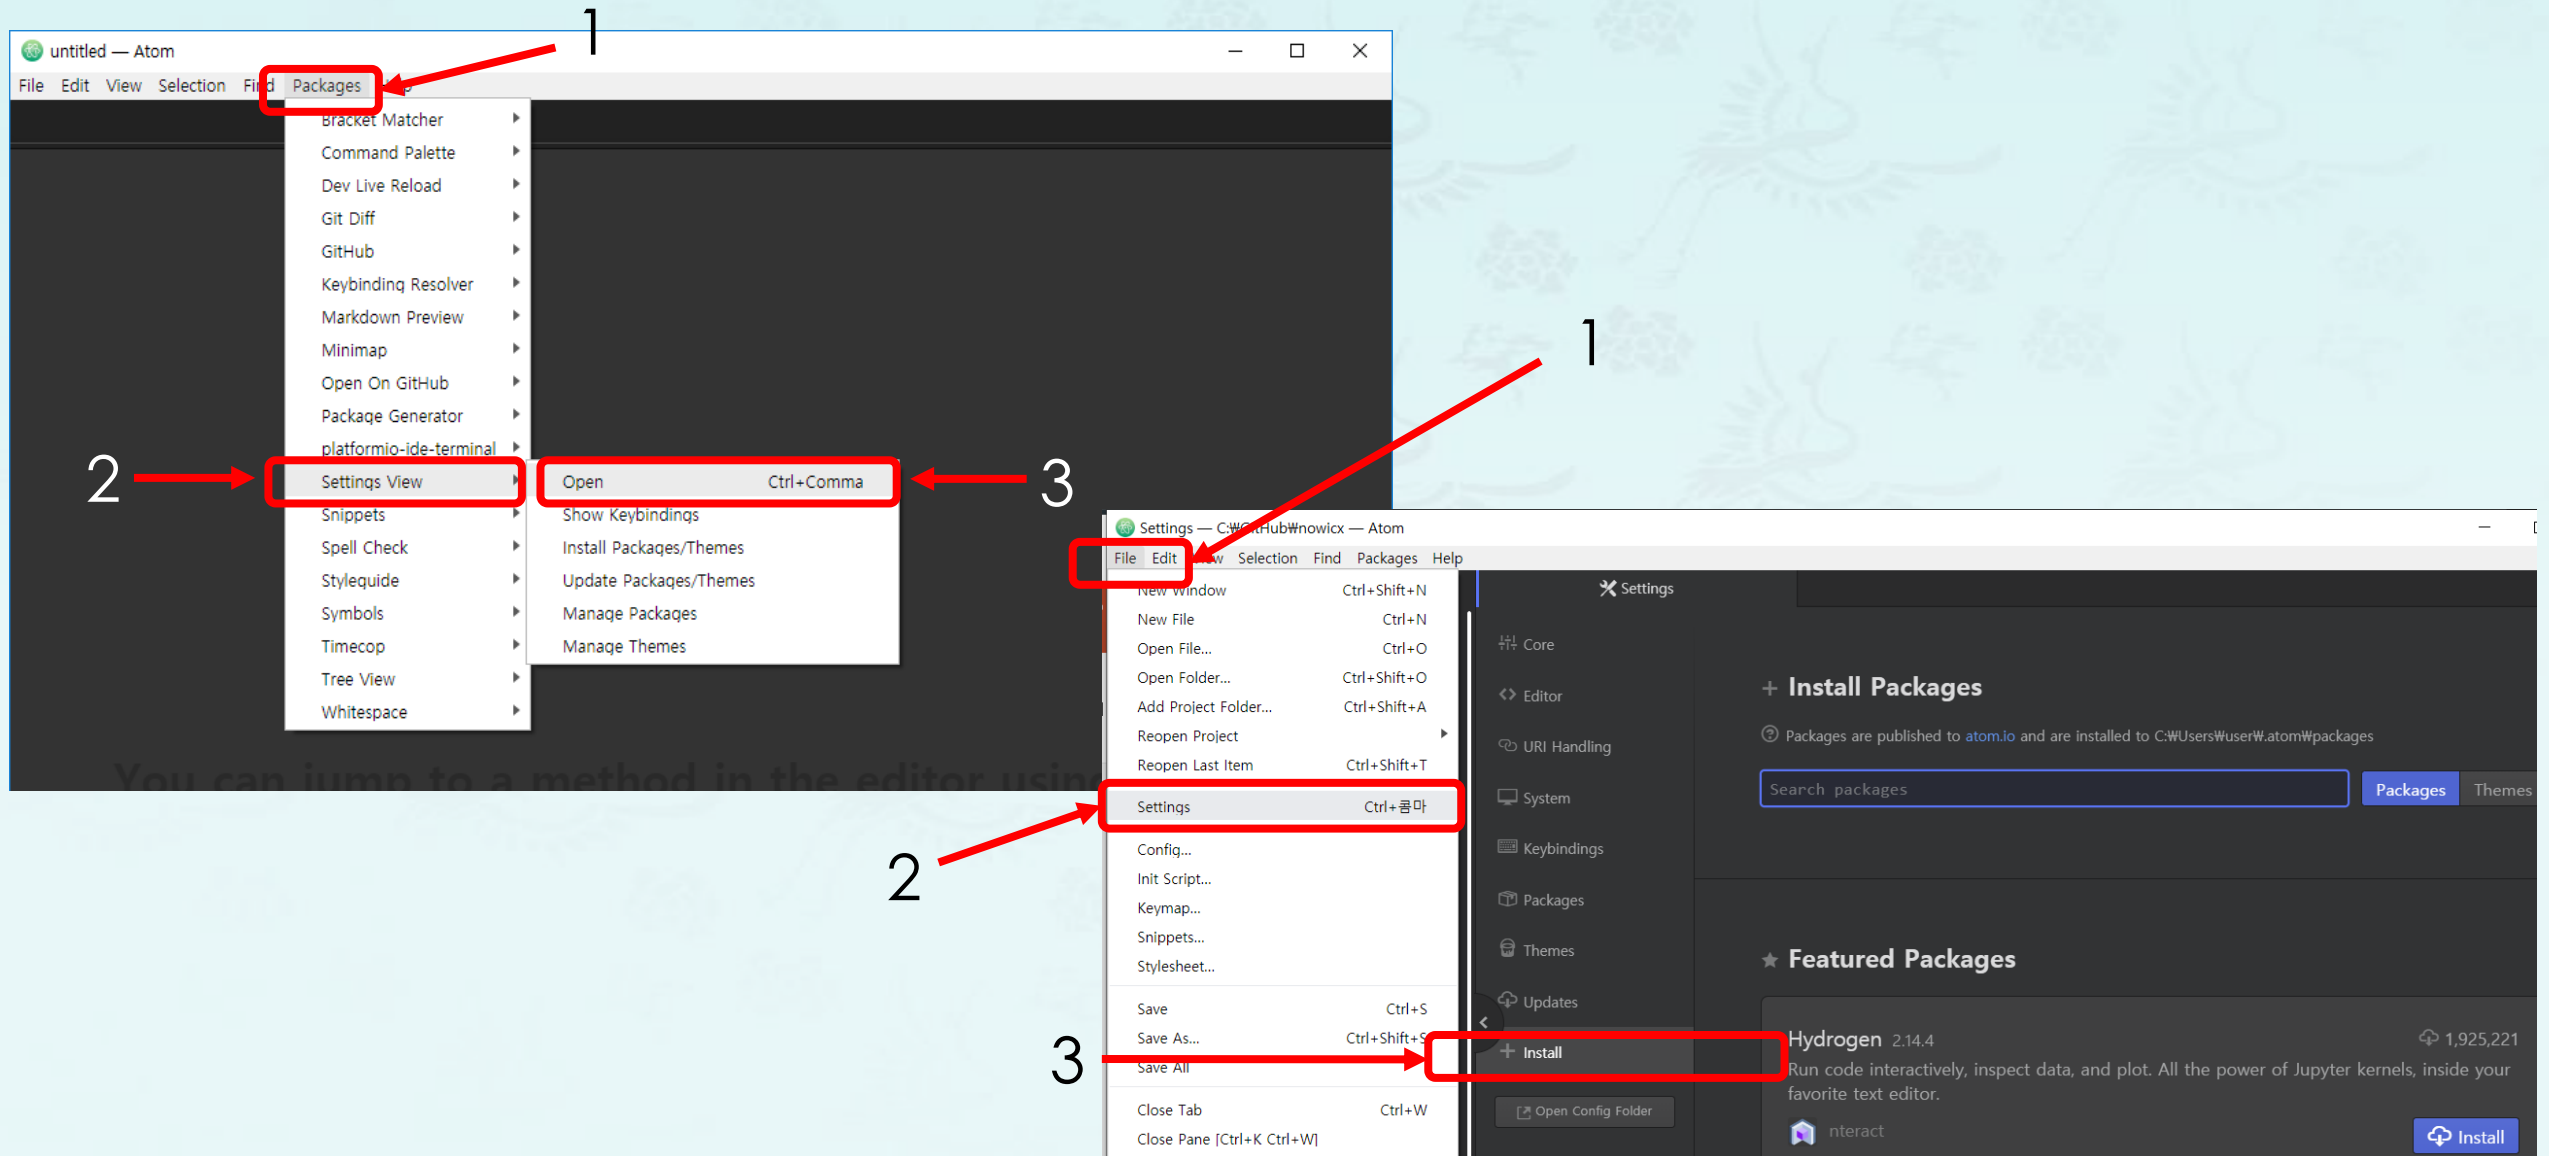 1
untitled — Atom
File Edit View Selection Find Packages
Bracket Matcher
Command Palette
Dev Live Reload
Git Diff
GitHub
Keybinding Resolver
Markdown Preview
Minimap
Open On GitHub
Package Generator
platformio-ide-terminal
2
Settings View
Snippets
Spell Check
Styleguide
Symbols
Timecop
Tree View
Whitespace
Open Ctrl+Comma
3
Show Keybindings
Install Packages/Themes
Update Packages/Themes
Manage Packages
Manage Themes
You can jump to a method in the editor using
1
Settings — C:₩GitHub₩nowicx — Atom
File Edit View Selection Find Packages Help
New Window Ctrl+Shift+N
New File Ctrl+N
Open File... Ctrl+O
Open Folder... Ctrl+Shift+O
Add Project Folder... Ctrl+Shift+A
Reopen Project
Reopen Last Item Ctrl+Shift+T
2
Settings Ctrl+콤마
Config...
Init Script...
Keymap...
Snippets...
Stylesheet...
Save Ctrl+S
Save As... Ctrl+Shift+S
3
Save All
Close Tab Ctrl+W
Close Pane [Ctrl+K Ctrl+W]
Settings
Core
Editor
URI Handling
System
Keybindings
Packages
Themes
Updates
Install
Open Config Folder
Install Packages
Packages are published to atom.io and are installed to C:₩Users₩user₩.atom₩packages
Search packages
Packages Themes
Featured Packages
Hydrogen 2.14.4 1,925,221
Run code interactively, inspect data, and plot. All the power of Jupyter kernels, inside your
favorite text editor.
nteract
Install